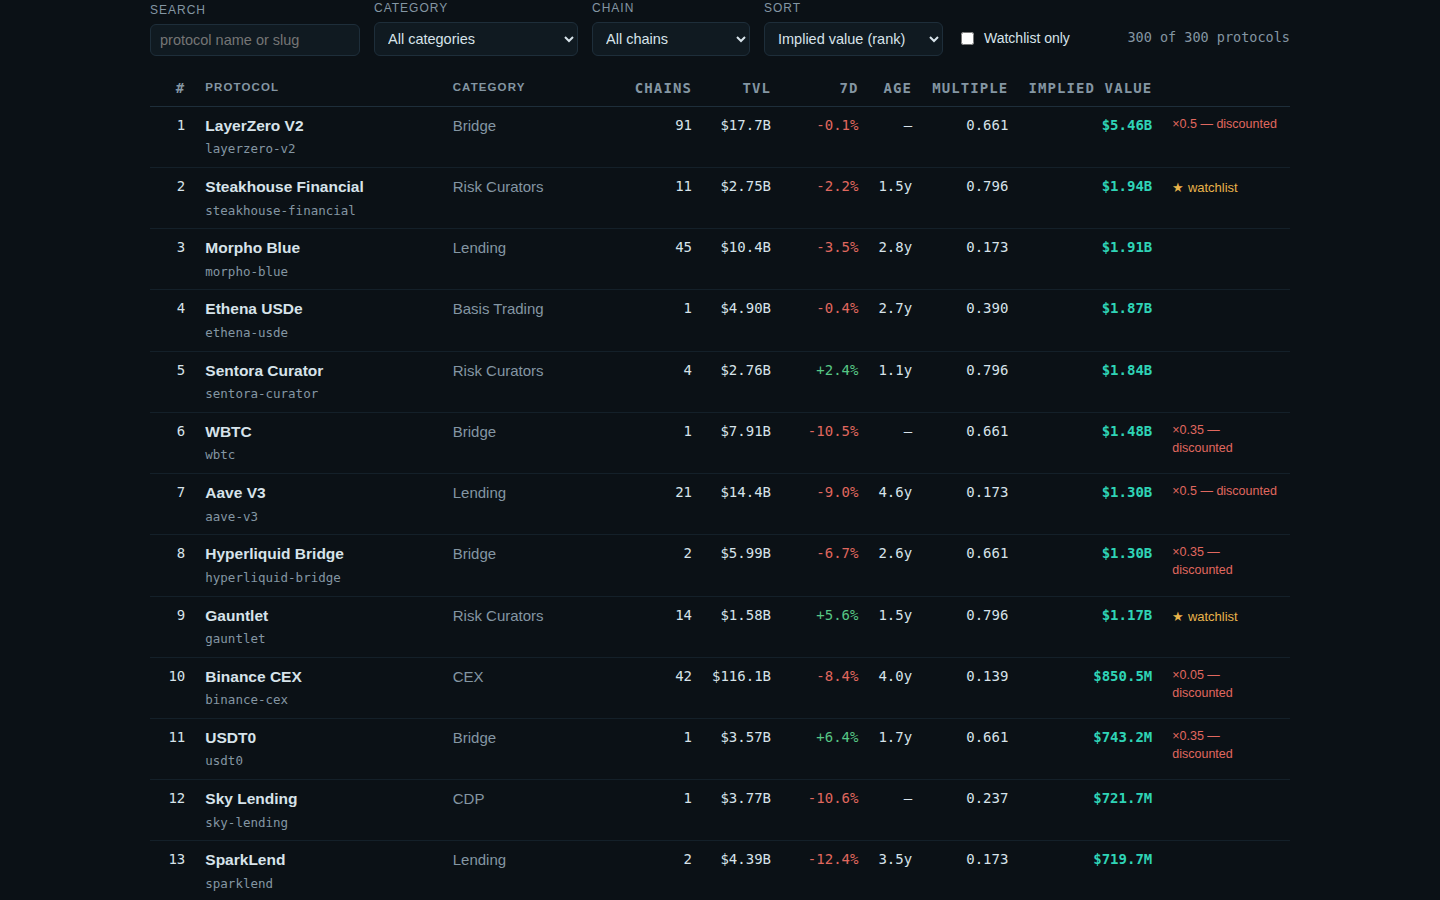 SEARCH CATEGORY CHAIN SORT
protocol name or slug All categories All chains Implied value (rank) Watchlist only 300 of 300 protocols
# PROTOCOL CATEGORY CHAINS TVL 7D AGE MULTIPLE IMPLIED VALUE
1 LayerZero V2 Bridge 91 $17.7B -0.1% — 0.661 $5.46B ×0.5 — discounted
layerzero-v2
2 Steakhouse Financial Risk Curators 11 $2.75B -2.2% 1.5y 0.796 $1.94B ★ watchlist
steakhouse-financial
3 Morpho Blue Lending 45 $10.4B -3.5% 2.8y 0.173 $1.91B
morpho-blue
4 Ethena USDe Basis Trading 1 $4.90B -0.4% 2.7y 0.390 $1.87B
ethena-usde
5 Sentora Curator Risk Curators 4 $2.76B +2.4% 1.1y 0.796 $1.84B
sentora-curator
6 WBTC Bridge 1 $7.91B -10.5% — 0.661 $1.48B ×0.35 —
wbtc discounted
7 Aave V3 Lending 21 $14.4B -9.0% 4.6y 0.173 $1.30B ×0.5 — discounted
aave-v3
8 Hyperliquid Bridge Bridge 2 $5.99B -6.7% 2.6y 0.661 $1.30B ×0.35 —
hyperliquid-bridge discounted
9 Gauntlet Risk Curators 14 $1.58B +5.6% 1.5y 0.796 $1.17B ★ watchlist
gauntlet
10 Binance CEX CEX 42 $116.1B -8.4% 4.0y 0.139 $850.5M ×0.05 —
binance-cex discounted
11 USDT0 Bridge 1 $3.57B +6.4% 1.7y 0.661 $743.2M ×0.35 —
usdt0 discounted
12 Sky Lending CDP 1 $3.77B -10.6% — 0.237 $721.7M
sky-lending
13 SparkLend Lending 2 $4.39B -12.4% 3.5y 0.173 $719.7M
sparklend